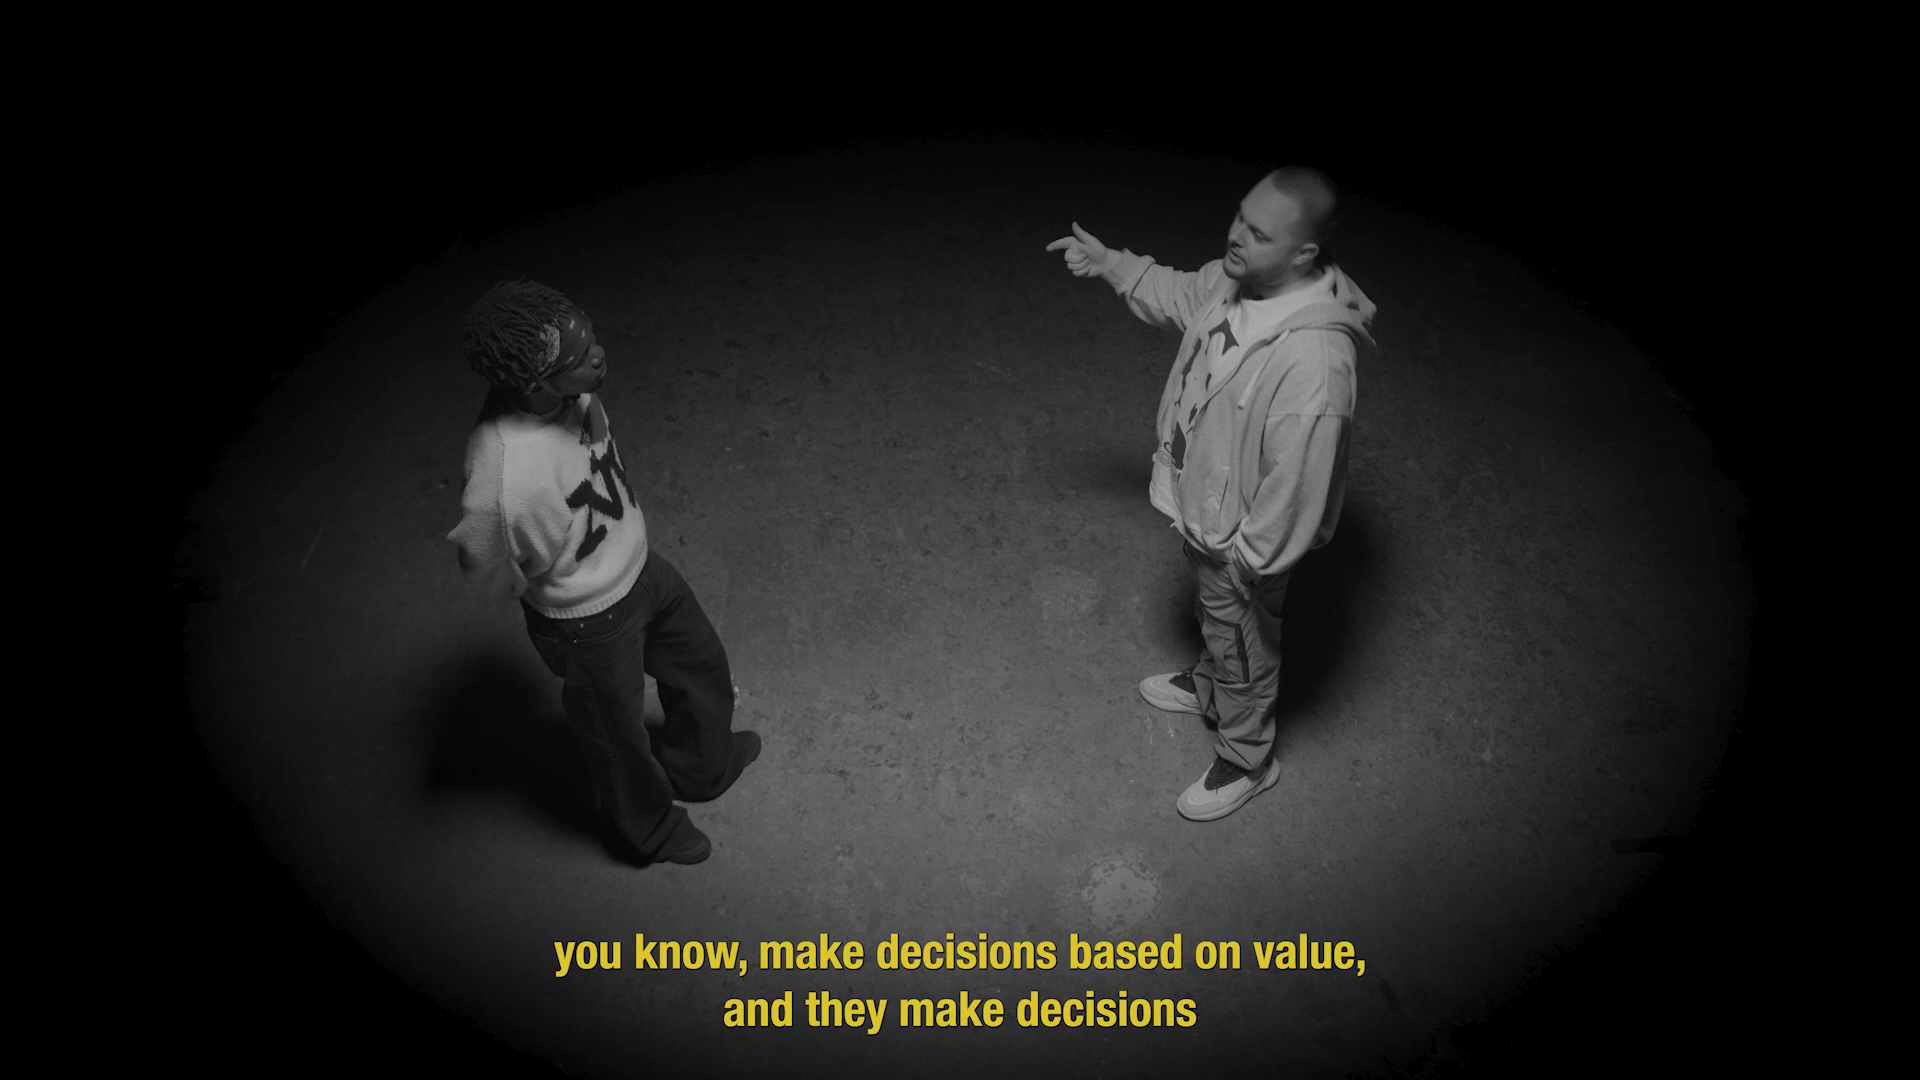 you know, make decisions based on value,
and they make decisions